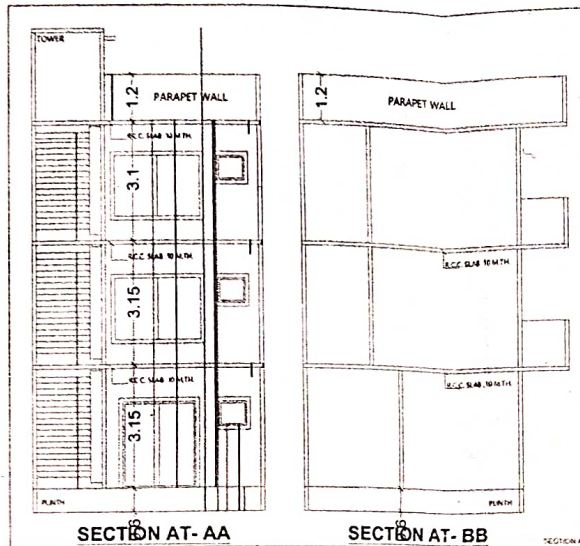 TOWER
1.2
PARAPET WALL
R.C.C. SLAB 10 M.TH.
3.1
R.C.C. SLAB 10 M.TH.
3.15
R.C.C. SLAB 10 M.TH.
3.15
PLINTH
SECTION AT- AA
1.2
PARAPET WALL
R.C.C. SLAB 10 M.TH.
R.C.C. SLAB 10 M.TH.
PLINTH
SECTION AT- BB